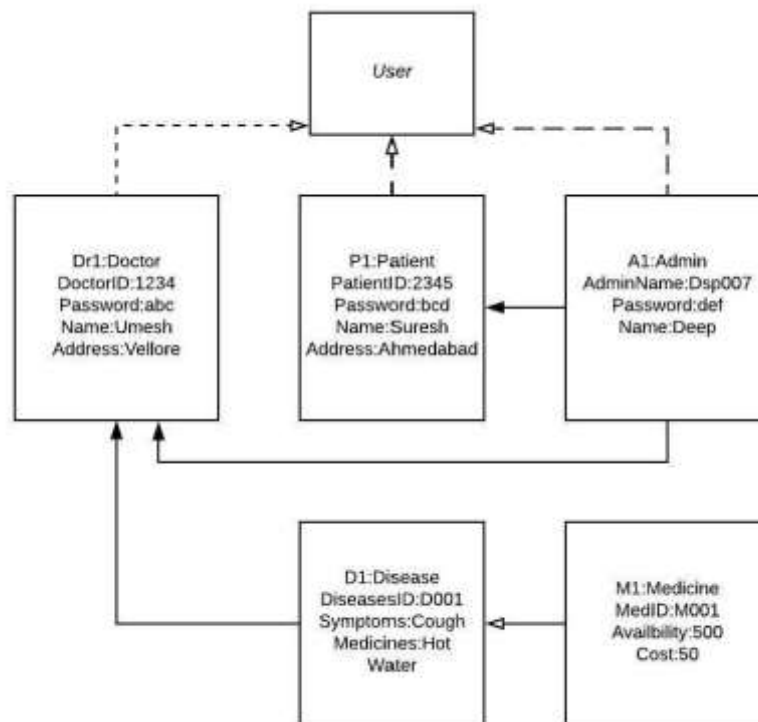 User
Dr1:Doctor
DoctorID:1234
Password:abc
Name:Umesh
Address:Vellore
P1:Patient
PatientID:2345
Password:bcd
Name:Suresh
Address:Ahmedabad
A1:Admin
AdminName:Dsp007
Password:def
Name:Deep
D1:Disease
DiseasesID:D001
Symptoms:Cough
Medicines:Hot
Water
M1:Medicine
MedID:M001
Availbility:500
Cost:50